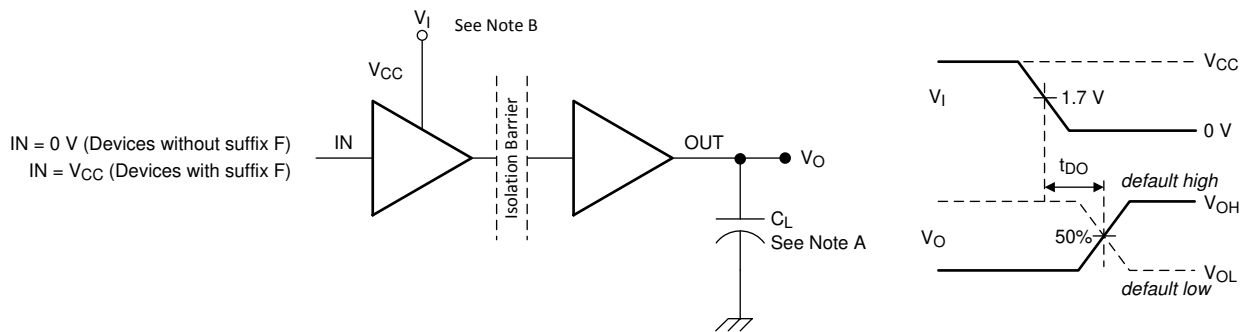 V_I
See Note B
V_CC
IN = 0 V (Devices without suffix F)
IN = V_CC (Devices with suffix F)
IN
Isolation Barrier
OUT
V_O
C_L
See Note A
V_CC
V_I
1.7 V
0 V
t_DO
default high
V_OH
V_O
50%
V_OL
default low